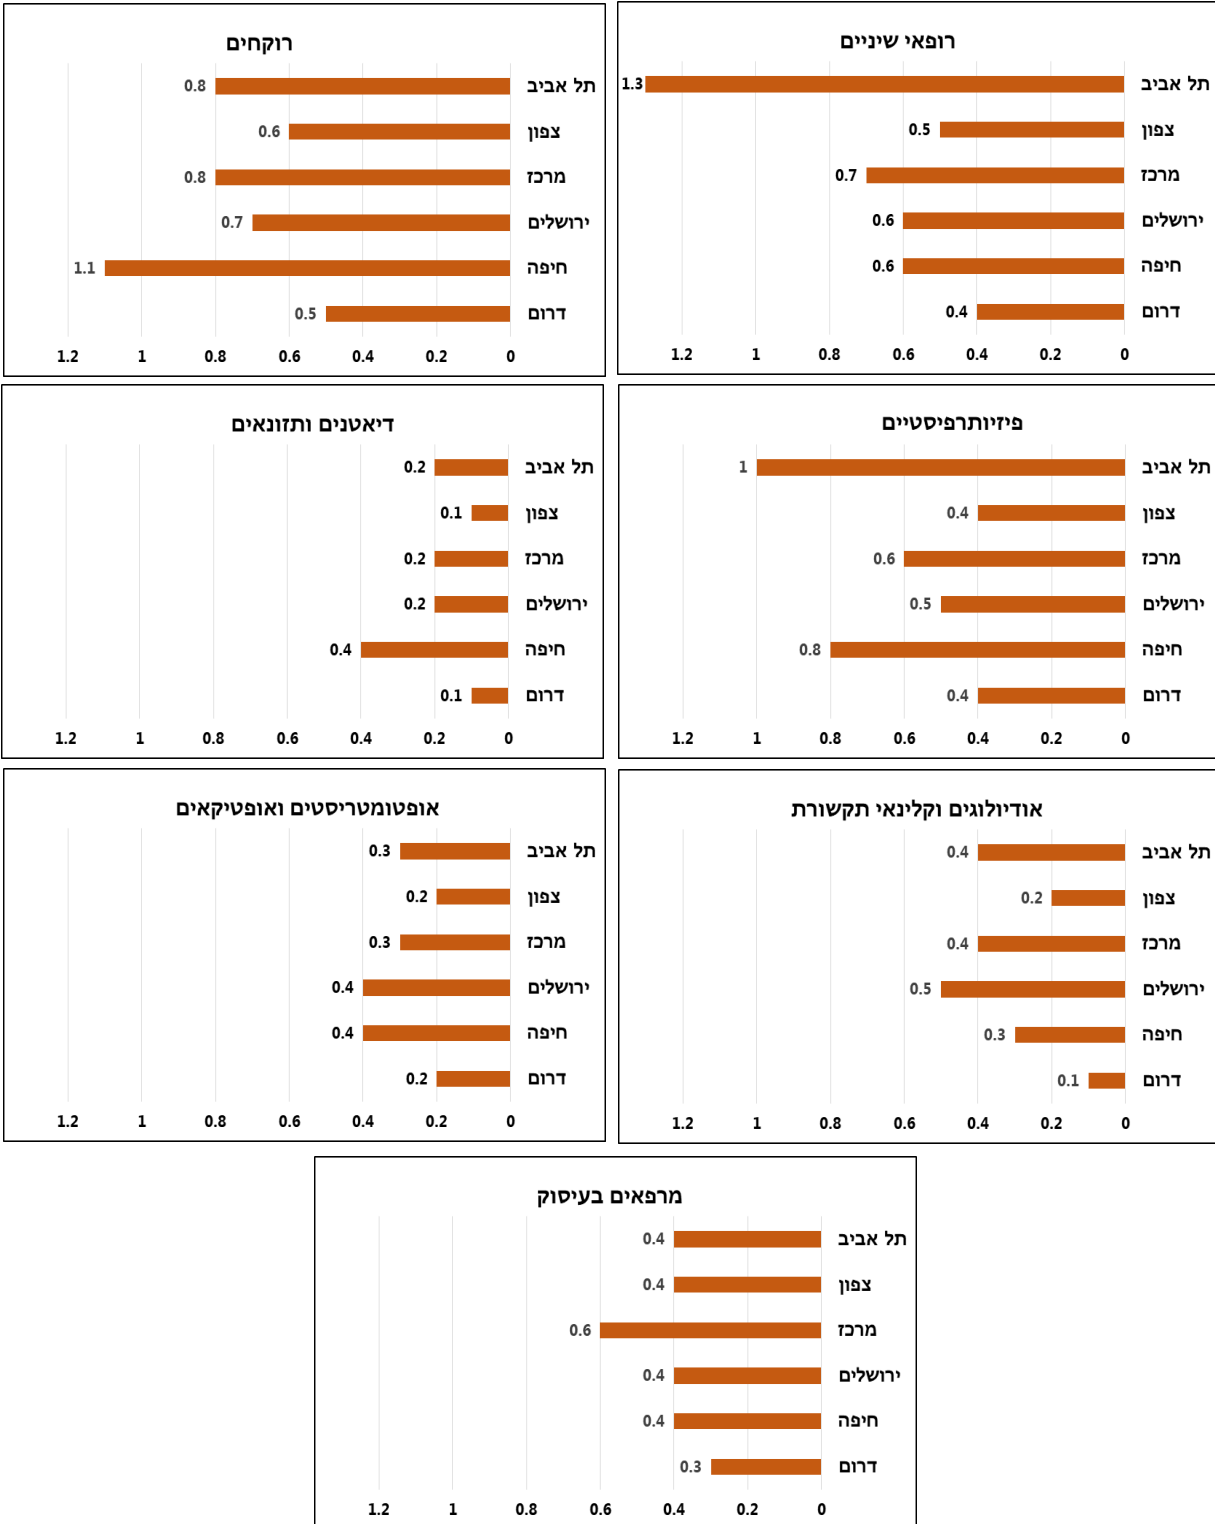 רופאי שיניים
תל אביב 1.3
צפון 0.5
מרכז 0.7
ירושלים 0.6
חיפה 0.6
דרום 0.4
0 0.2 0.4 0.6 0.8 1 1.2
רוקחים
תל אביב 0.8
צפון 0.6
מרכז 0.8
ירושלים 0.7
חיפה 1.1
דרום 0.5
0 0.2 0.4 0.6 0.8 1 1.2
פיזיותרפיסטיים
תל אביב 1
צפון 0.4
מרכז 0.6
ירושלים 0.5
חיפה 0.8
דרום 0.4
0 0.2 0.4 0.6 0.8 1 1.2
דיאטנים ותזונאים
תל אביב 0.2
צפון 0.1
מרכז 0.2
ירושלים 0.2
חיפה 0.4
דרום 0.1
0 0.2 0.4 0.6 0.8 1 1.2
אודיולוגים וקלינאי תקשורת
תל אביב 0.4
צפון 0.2
מרכז 0.4
ירושלים 0.5
חיפה 0.3
דרום 0.1
0 0.2 0.4 0.6 0.8 1 1.2
אופטומטריסטים ואופטיקאים
תל אביב 0.3
צפון 0.2
מרכז 0.3
ירושלים 0.4
חיפה 0.4
דרום 0.2
0 0.2 0.4 0.6 0.8 1 1.2
מרפאים בעיסוק
תל אביב 0.4
צפון 0.4
מרכז 0.6
ירושלים 0.4
חיפה 0.4
דרום 0.3
0 0.2 0.4 0.6 0.8 1 1.2